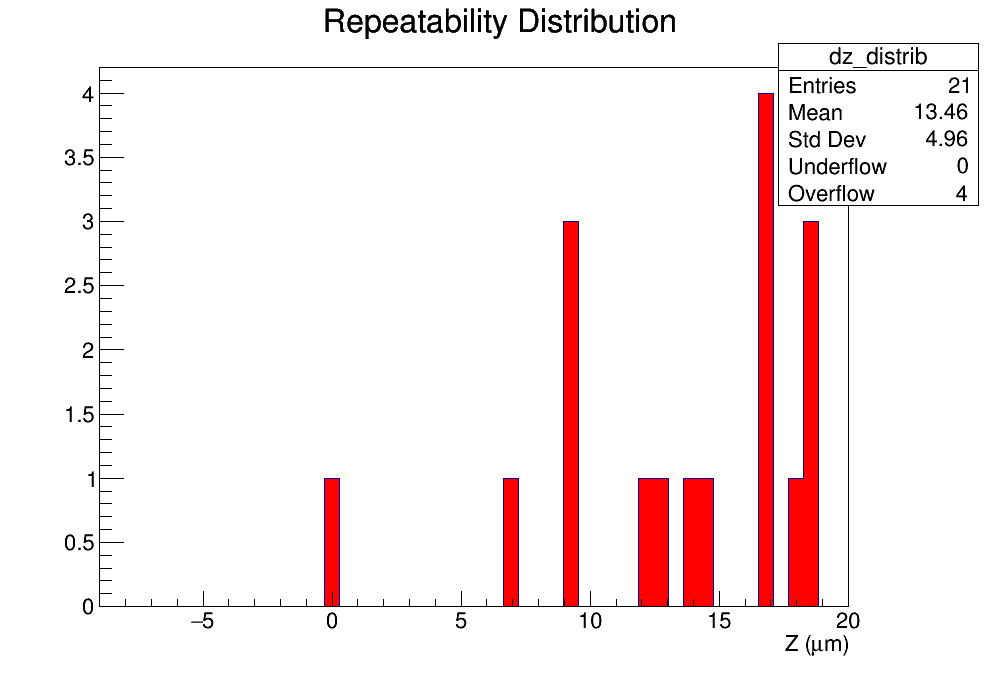 Repeatability Distribution
dz_distrib
Entries 21
Mean 13.46
Std Dev 4.96
Underflow 0
Overflow 4
4
3.5
3
2.5
2
1.5
1
0.5
0
−5 0 5 10 15 20
Z (μm)